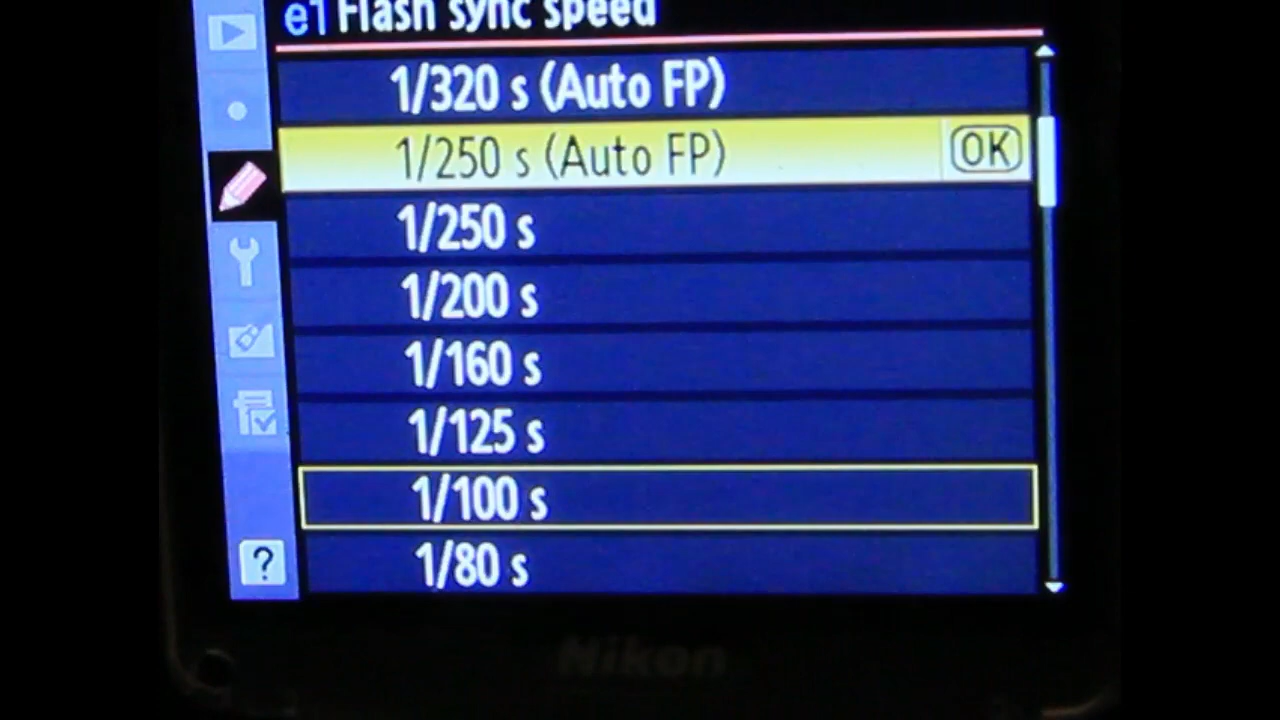 e1 Flash sync speed
1/320 s (Auto FP)
1/250 s (Auto FP) OK
1/250 s
1/200 s
1/160 s
1/125 s
1/100 s
1/80 s
?
Nikon